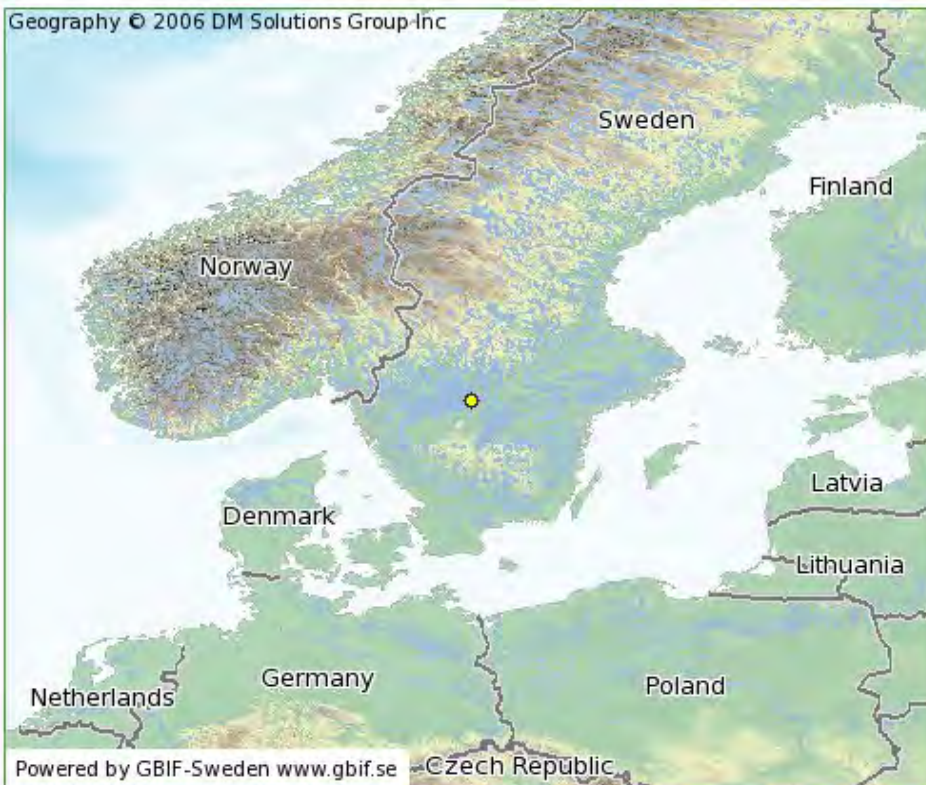 Geography © 2006 DM Solutions Group Inc
Sweden
Finland
Norway
Latvia
Denmark
Lithuania
Germany
Poland
Netherlands
Czech Republic
Powered by GBIF-Sweden www.gbif.se